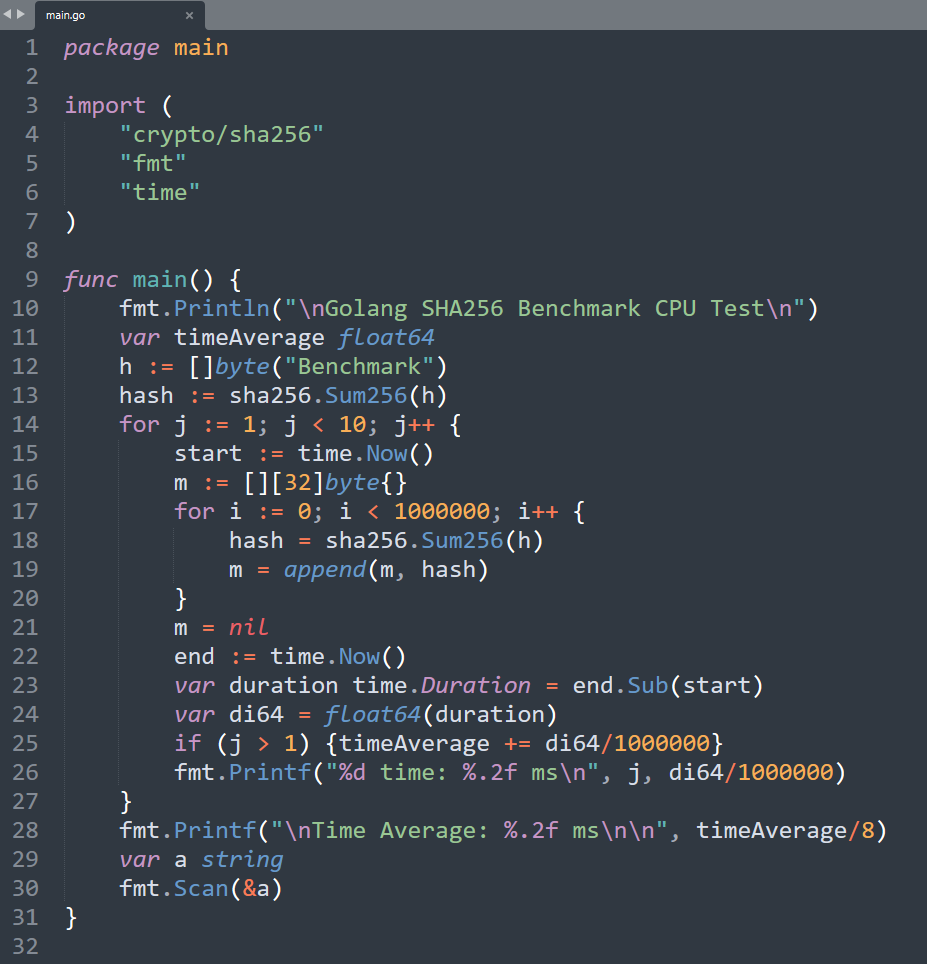 main.go ×
1 package main
2
3 import (
4     "crypto/sha256"
5     "fmt"
6     "time"
7 )
8
9 func main() {
10     fmt.Println("\nGolang SHA256 Benchmark CPU Test\n")
11     var timeAverage float64
12     h := []byte("Benchmark")
13     hash := sha256.Sum256(h)
14     for j := 1; j < 10; j++ {
15         start := time.Now()
16         m := [][32]byte{}
17         for i := 0; i < 1000000; i++ {
18             hash = sha256.Sum256(h)
19             m = append(m, hash)
20         }
21         m = nil
22         end := time.Now()
23         var duration time.Duration = end.Sub(start)
24         var di64 = float64(duration)
25         if (j > 1) {timeAverage += di64/1000000}
26         fmt.Printf("%d time: %.2f ms\n", j, di64/1000000)
27     }
28     fmt.Printf("\nTime Average: %.2f ms\n\n", timeAverage/8)
29     var a string
30     fmt.Scan(&a)
31 }
32